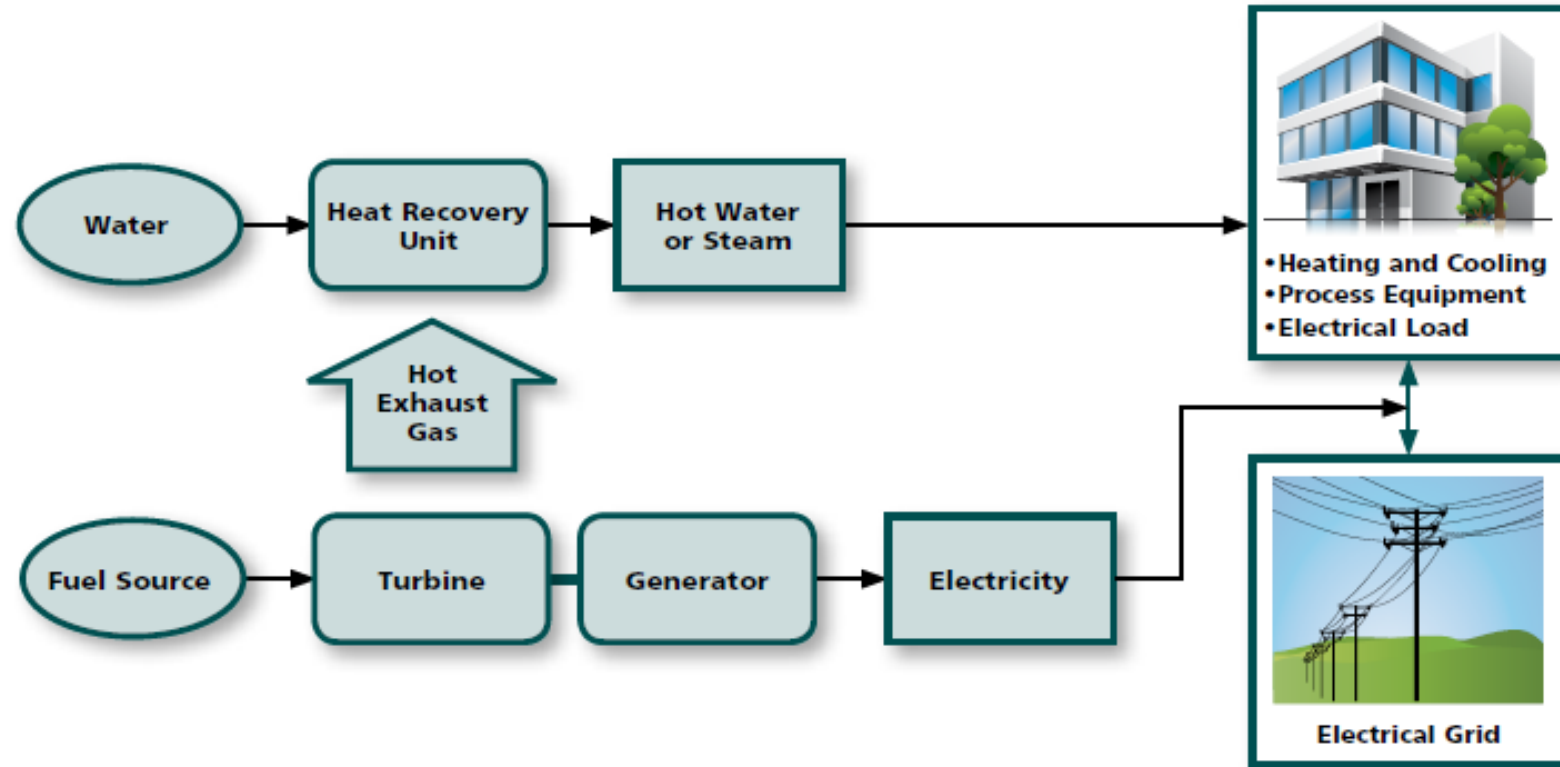 Water
Heat Recovery
Unit
Hot Water
or Steam
•Heating and Cooling
•Process Equipment
•Electrical Load
Hot
Exhaust
Gas
Fuel Source
Turbine
Generator
Electricity
Electrical Grid